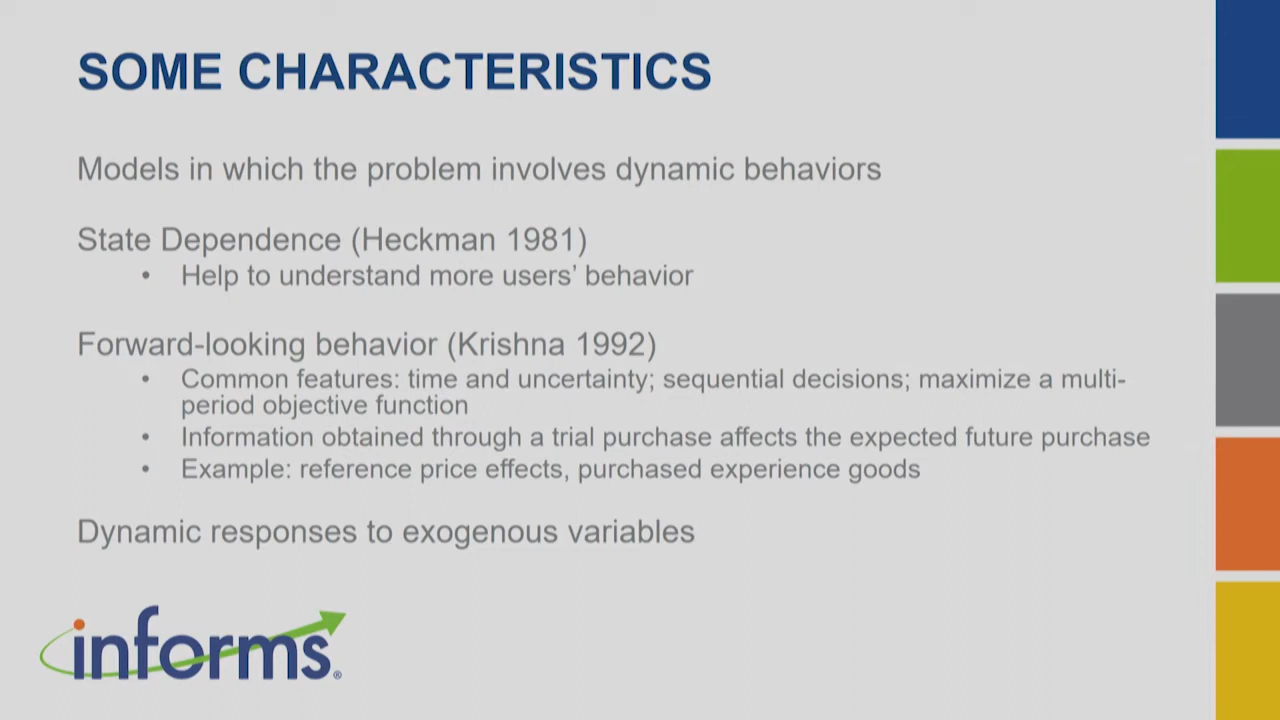 SOME CHARACTERISTICS
Models in which the problem involves dynamic behaviors
State Dependence (Heckman 1981)
• Help to understand more users’ behavior
Forward-looking behavior (Krishna 1992)
• Common features: time and uncertainty; sequential decisions; maximize a multi-
period objective function
• Information obtained through a trial purchase affects the expected future purchase
• Example: reference price effects, purchased experience goods
Dynamic responses to exogenous variables
informs®